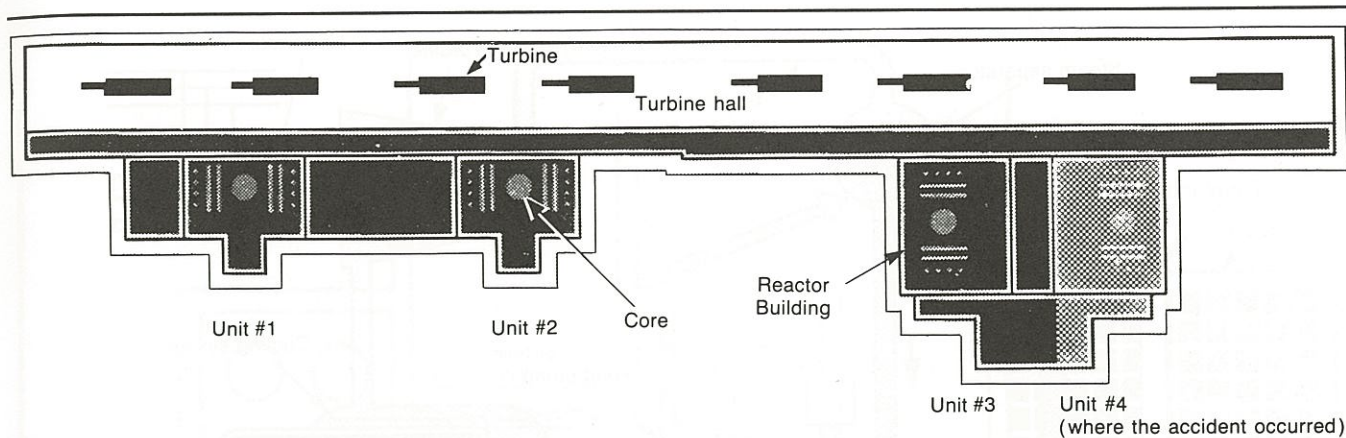 Turbine
Turbine hall
Reactor
Building
Unit #1
Unit #2
Core
Unit #3
Unit #4
(where the accident occurred)